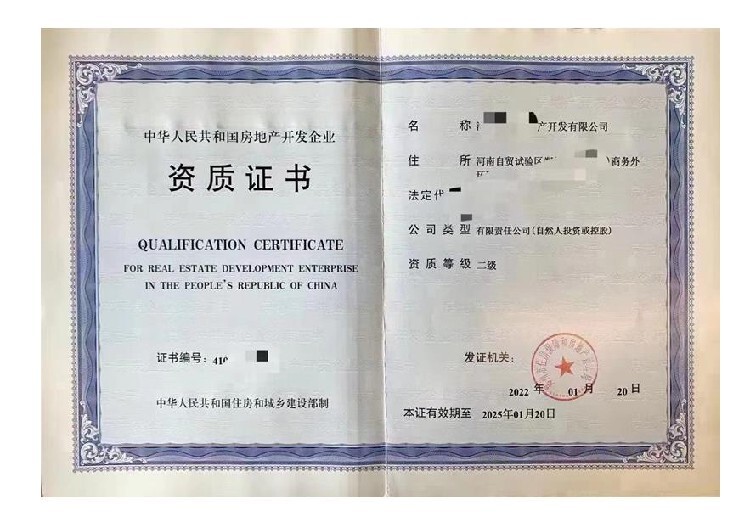 中华人民共和国房地产开发企业
资质证书
QUALIFICATION CERTIFICATE
FOR REAL ESTATE DEVELOPMENT ENTERPRISE
IN THE PEOPLE'S REPUBLIC OF CHINA
证书编号：410
中华人民共和国住房和城乡建设部制
名 称 产开发有限公司
住 所 河南自贸试验区 ）商务外
法定代
公司类型 有限责任公司(自然人投资或控股)
资质等级 二级
发证机关：
2022 年 01 月 20 日
本证有效期至 2025年01月20日